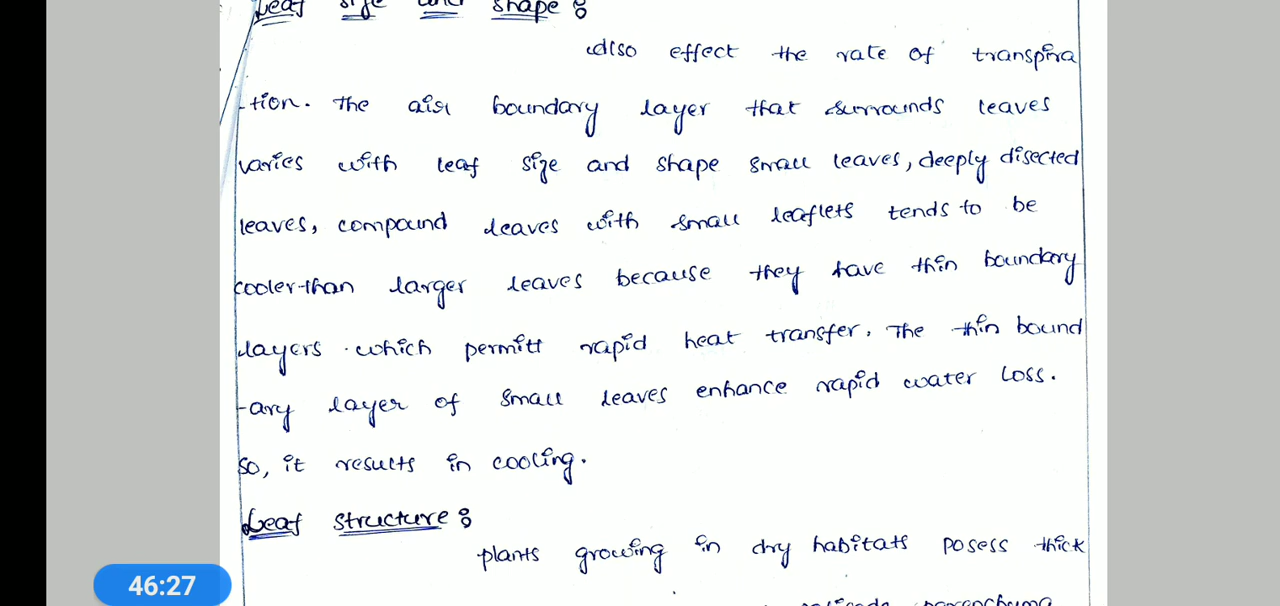 Leaf size and shape :
also effect the rate of transpira
-tion. The air boundary layer that surrounds leaves
varies with leaf size and shape small leaves, deeply disected
leaves, compound leaves with small leaflets tends to be
cooler than larger leaves because they have thin boundary
layers. which permitt rapid heat transfer. The thin bound
-ary layer of small leaves enhance rapid water loss.
so, it results in cooling.
Leaf structure :
plants growing in dry habitats posess thick
parenchyma
46:27